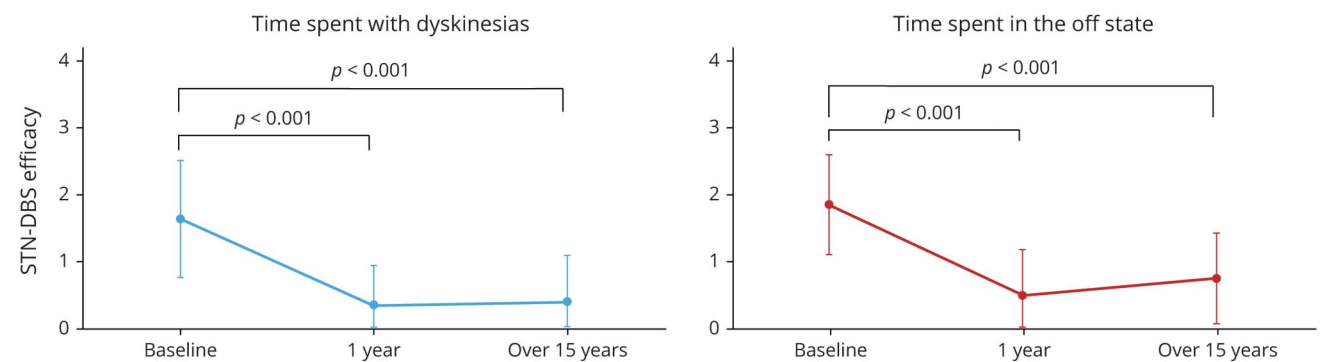 Time spent with dyskinesias
STN-DBS efficacy
4
3
2
1
0
p < 0.001
p < 0.001
Baseline
1 year
Over 15 years
Time spent in the off state
4
3
2
1
0
p < 0.001
p < 0.001
Baseline
1 year
Over 15 years